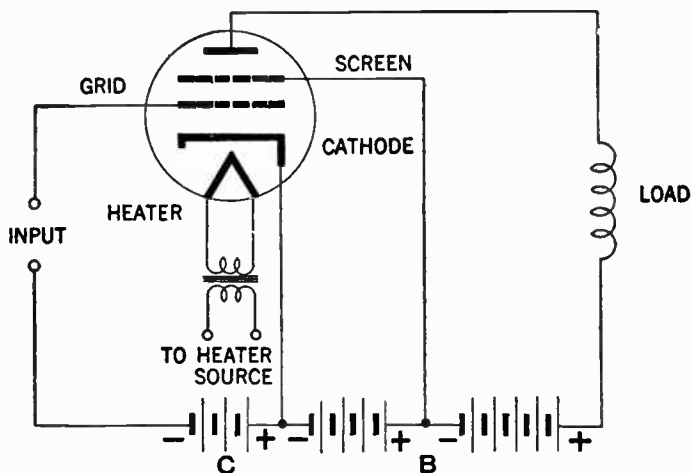 GRID
SCREEN
CATHODE
HEATER
INPUT
LOAD
TO HEATER
SOURCE
- + - + - +
C B